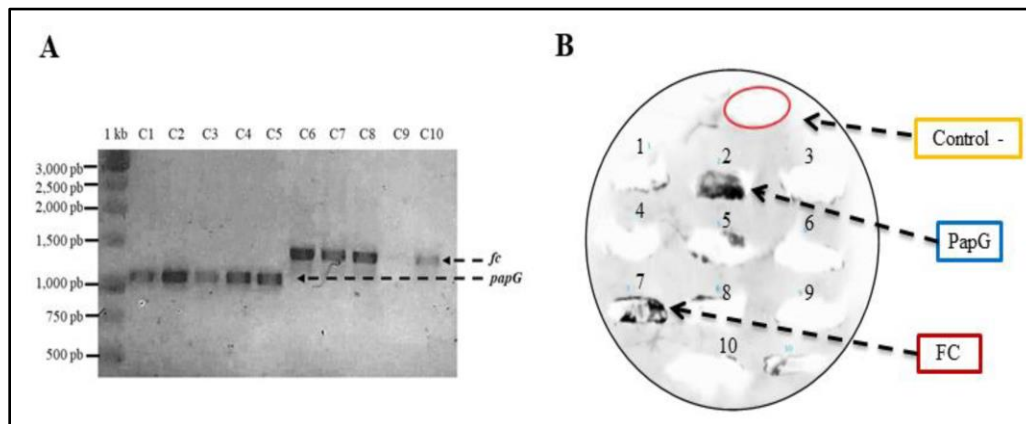 A
1 kb C1 C2 C3 C4 C5 C6 C7 C8 C9 C10
3,000 pb
2,500 pb
2,000 pb
1,500 pb
1,000 pb
750 pb
500 pb
fc
papG
B
1
2
3
4
5
6
7
8
9
10
Control -
PapG
FC